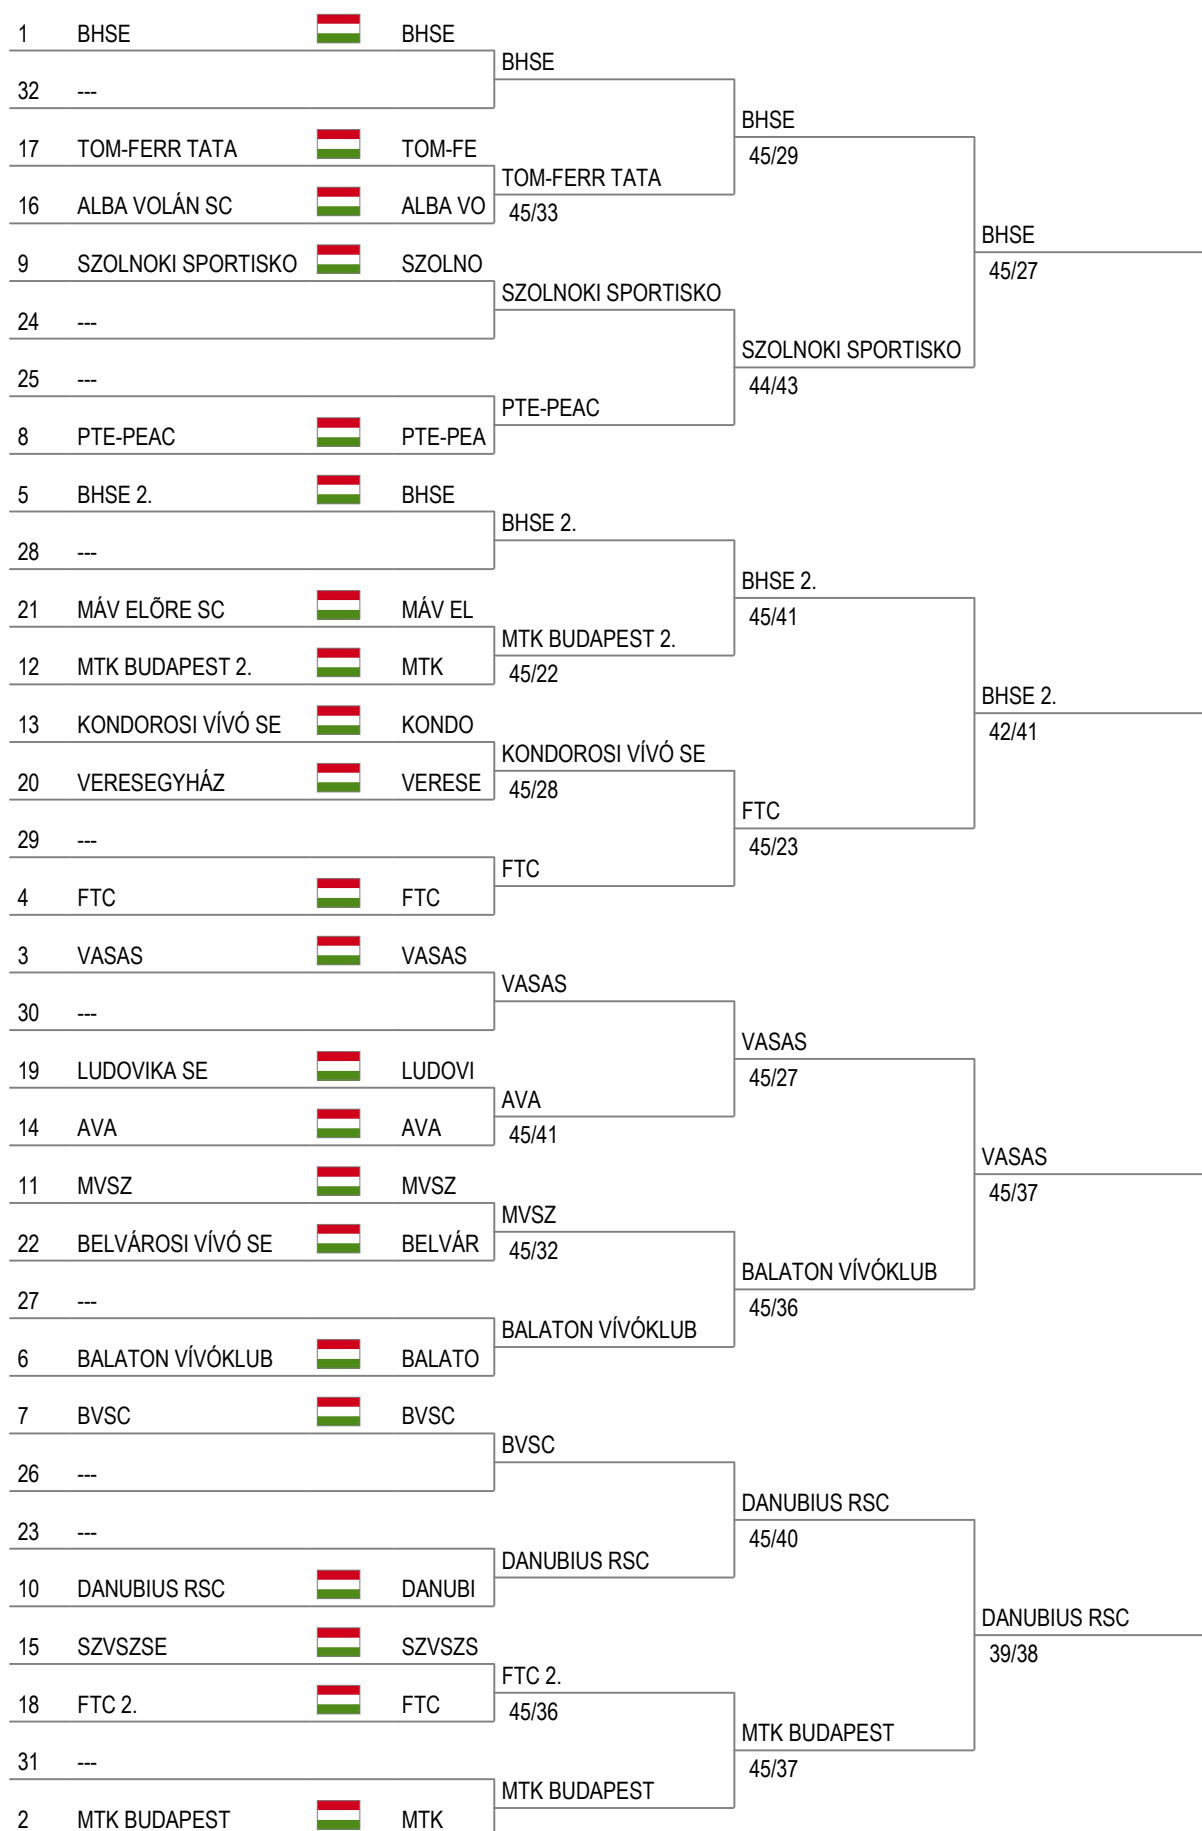 1 BHSE BHSE
BHSE
32 ---
BHSE
17 TOM-FERR TATA TOM-FE
45/29
TOM-FERR TATA
16 ALBA VOLÁN SC ALBA VO
45/33
BHSE
9 SZOLNOKI SPORTISKO SZOLNO
45/27
SZOLNOKI SPORTISKO
24 ---
SZOLNOKI SPORTISKO
25 ---
44/43
PTE-PEAC
8 PTE-PEAC PTE-PEA
5 BHSE 2. BHSE
BHSE 2.
28 ---
BHSE 2.
21 MÁV ELÕRE SC MÁV EL
45/41
MTK BUDAPEST 2.
12 MTK BUDAPEST 2. MTK
45/22
BHSE 2.
13 KONDOROSI VÍVÓ SE KONDO
42/41
KONDOROSI VÍVÓ SE
20 VERESEGYHÁZ VERESE
45/28
FTC
29 ---
45/23
FTC
4 FTC FTC
3 VASAS VASAS
VASAS
30 ---
VASAS
19 LUDOVIKA SE LUDOVI
45/27
AVA
14 AVA AVA
45/41
VASAS
11 MVSZ MVSZ
45/37
MVSZ
22 BELVÁROSI VÍVÓ SE BELVÁR
45/32
BALATON VÍVÓKLUB
27 ---
45/36
BALATON VÍVÓKLUB
6 BALATON VÍVÓKLUB BALATO
7 BVSC BVSC
BVSC
26 ---
DANUBIUS RSC
23 ---
45/40
DANUBIUS RSC
10 DANUBIUS RSC DANUBI
DANUBIUS RSC
15 SZVSZSE SZVSZS
39/38
FTC 2.
18 FTC 2. FTC
45/36
MTK BUDAPEST
31 ---
45/37
MTK BUDAPEST
2 MTK BUDAPEST MTK